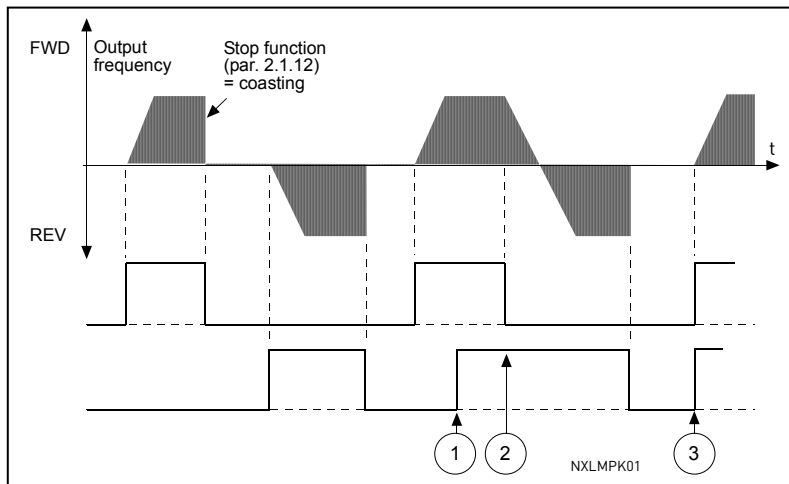 FWD
Output
frequency
Stop function
(par. 2.1.12)
= coasting
t
REV
1
2
3
NXLMPK01